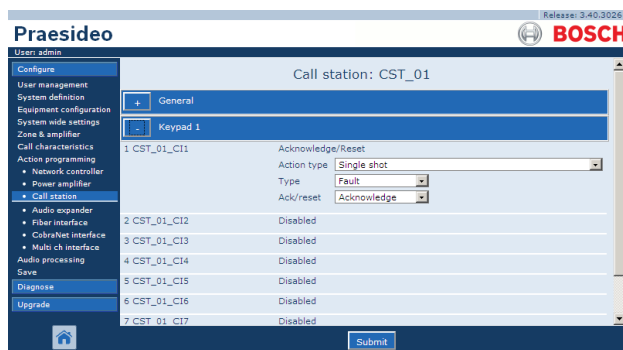 Release: 3.40.3026
Praesideo
BOSCH
User: admin
Configure
User management
System definition
Equipment configuration
System wide settings
Zone & amplifier
Call characteristics
Action programming
• Network controller
• Power amplifier
• Call station
• Audio expander
• Fiber interface
• CobraNet interface
• Multi ch interface
Audio processing
Save
Diagnose
Upgrade
Call station: CST_01
+ General
- Keypad 1
1 CST_01_CI1 Acknowledge/Reset
Action type Single shot
Type Fault
Ack/reset Acknowledge
2 CST_01_CI2 Disabled
3 CST_01_CI3 Disabled
4 CST_01_CI4 Disabled
5 CST_01_CI5 Disabled
6 CST_01_CI6 Disabled
7 CST_01_CI7 Disabled
Submit